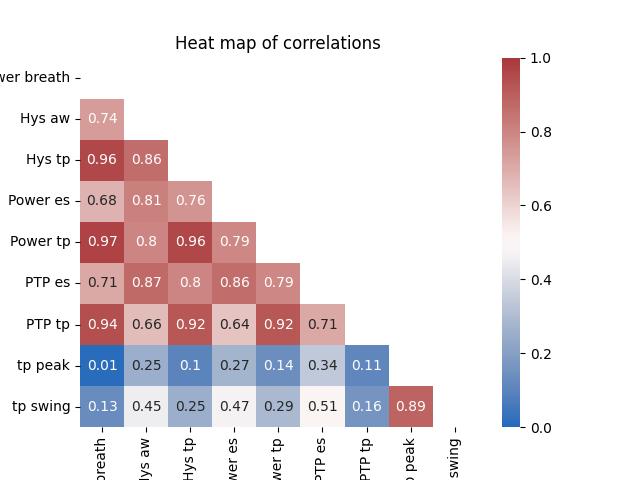 Heat map of correlations
wer breath
Hys aw 0.74
Hys tp 0.96 0.86
Power es 0.68 0.81 0.76
Power tp 0.97 0.8 0.96 0.79
PTP es 0.71 0.87 0.8 0.86 0.79
PTP tp 0.94 0.66 0.92 0.64 0.92 0.71
tp peak 0.01 0.25 0.1 0.27 0.14 0.34 0.11
tp swing 0.13 0.45 0.25 0.47 0.29 0.51 0.16 0.89
breath
Hys aw
Hys tp
wer es
wer tp
PTP es
PTP tp
peak
swing
1.0
0.8
0.6
0.4
0.2
0.0